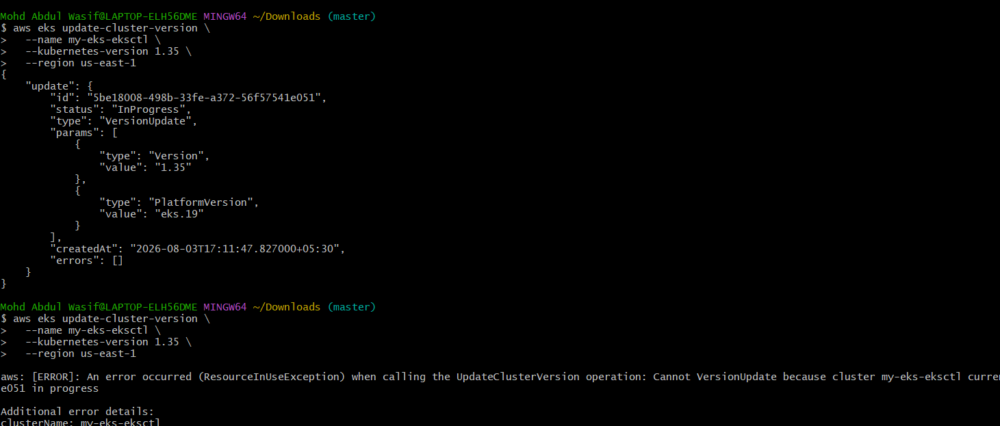 Mohd Abdul Wasif@LAPTOP-ELH56DME MINGW64 ~/Downloads (master)
$ aws eks update-cluster-version \
>   --name my-eks-eksctl \
>   --kubernetes-version 1.35 \
>   --region us-east-1
{
    "update": {
        "id": "5be18008-498b-33fe-a372-56f57541e051",
        "status": "InProgress",
        "type": "VersionUpdate",
        "params": [
            {
                "type": "Version",
                "value": "1.35"
            },
            {
                "type": "PlatformVersion",
                "value": "eks.19"
            }
        ],
        "createdAt": "2026-08-03T17:11:47.827000+05:30",
        "errors": []
    }
}
Mohd Abdul Wasif@LAPTOP-ELH56DME MINGW64 ~/Downloads (master)
$ aws eks update-cluster-version \
>   --name my-eks-eksctl \
>   --kubernetes-version 1.35 \
>   --region us-east-1
aws: [ERROR]: An error occurred (ResourceInUseException) when calling the UpdateClusterVersion operation: Cannot VersionUpdate because cluster my-eks-eksctl curre
e051 in progress
Additional error details:
clusterName: my-eks-eksctl